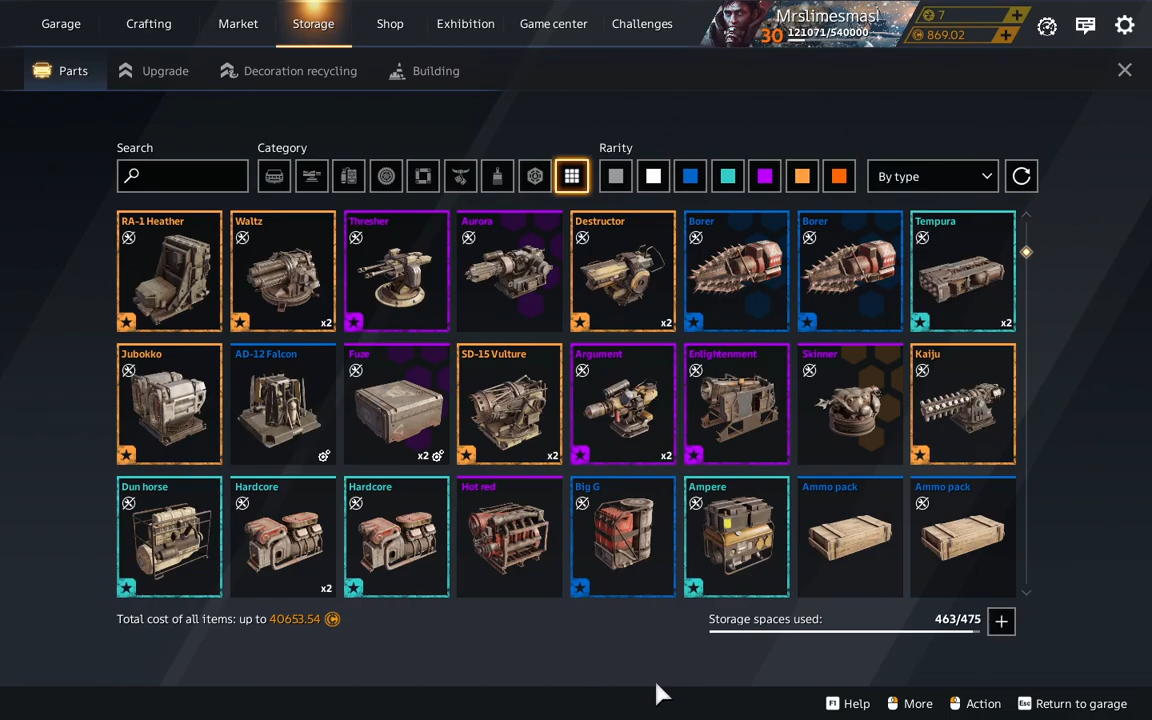 Garage Crafting Market Storage Shop Exhibition Game center Challenges
Mrslimesmasl
30 121071/540000
7
869.02
Parts Upgrade Decoration recycling Building
Search Category Rarity
By type
RA-1 Heather Waltz Thresher Aurora Destructor Borer Borer Tempura
x2 x2 x2
Jubokko AD-12 Falcon Fuze SD-15 Vulture Argument Enlightenment Skinner Kaiju
x2 x2 x2
Dun horse Hardcore Hardcore Hot red Big G Ampere Ammo pack Ammo pack
x2
Total cost of all items: up to 40653.54 Storage spaces used: 463/475
F1 Help More Action Esc Return to garage